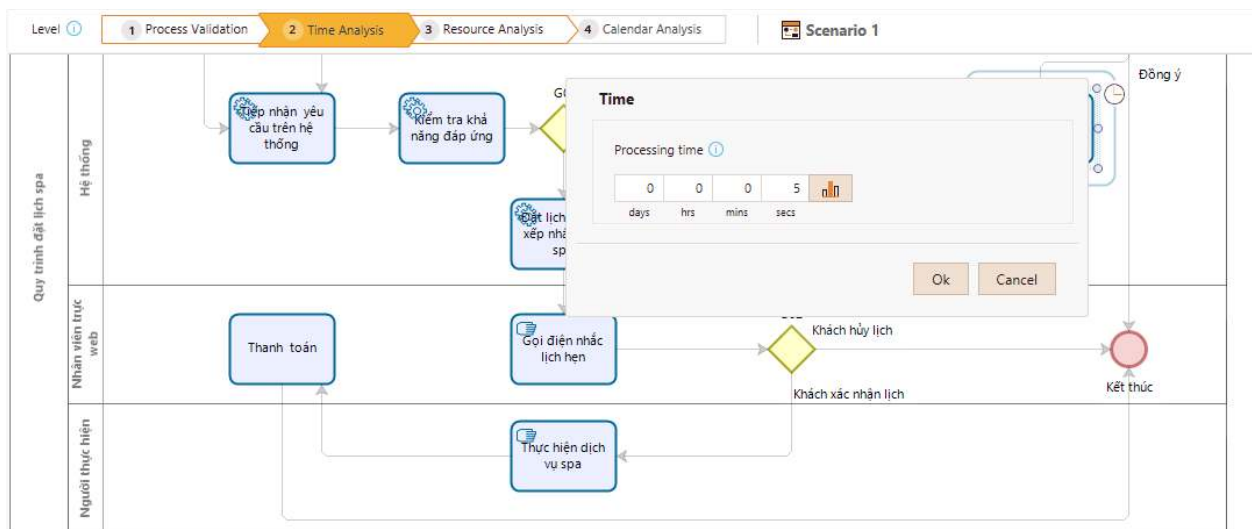 Level
1 Process Validation
2 Time Analysis
3 Resource Analysis
4 Calendar Analysis
Scenario 1
Quy trình đặt lịch spa
Hệ thống
Tiếp nhận yêu
cầu trên hệ
thống
Kiểm tra khả
năng đáp ứng
Đồng ý
Time
Processing time
0 0 0 5
days hrs mins secs
Ok
Cancel
Đặt lịch
xếp
Nhân viên trực
web
Thanh toán
Gọi điện nhắc
lịch hẹn
Khách hủy lịch
Khách xác nhận lịch
Kết thúc
Người thực hiện
Thực hiện dịch
vụ spa